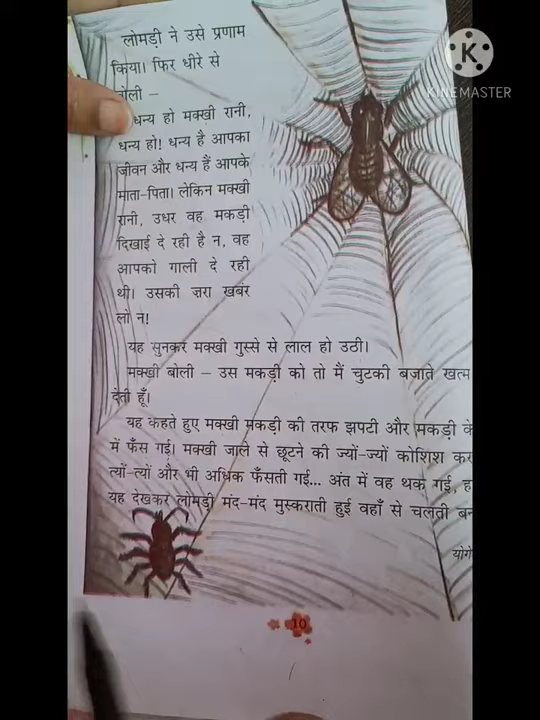 लोमड़ी ने उसे प्रणाम
किया। फिर धीरे से
बोली –
धन्य हो मक्खी रानी,
धन्य हो! धन्य है आपका
जीवन और धन्य हैं आपके
माता-पिता। लेकिन मक्खी
रानी, उधर वह मकड़ी
दिखाई दे रही है न, वह
आपको गाली दे रही
थी। उसकी ज़रा खबर
लो न!
यह सुनकर मक्खी गुस्से से लाल हो उठी।
मक्खी बोली – उस मकड़ी को तो मैं चुटकी बजाते खत्म
देती हूँ।
यह कहते हुए मक्खी मकड़ी की तरफ झपटी और मकड़ी के
में फँस गई। मक्खी जाले से छूटने की ज्यों-ज्यों कोशिश कर
त्यों-त्यों और भी अधिक फँसती गई... अंत में वह थक गई, ह
यह देखकर लोमड़ी मंद-मंद मुस्कराती हुई वहाँ से चलती बन
योगे
10
KINEMASTER